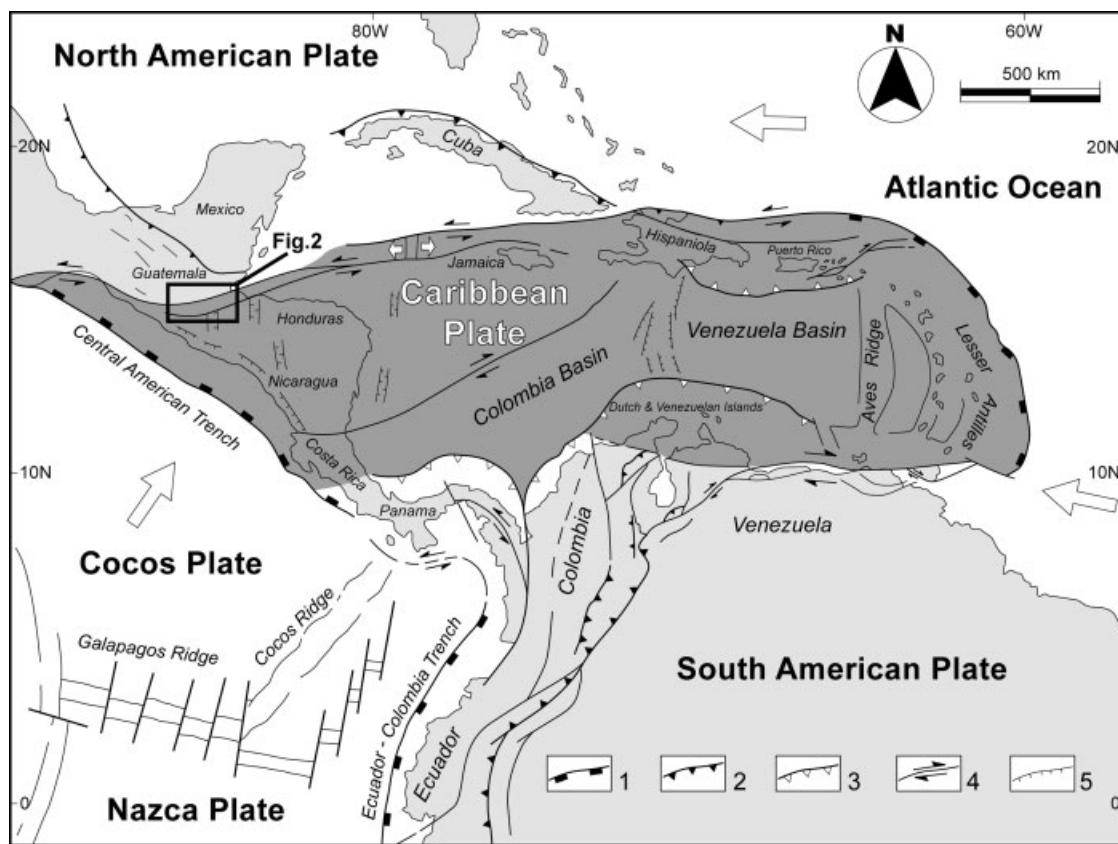 80W
60W
North American Plate
N
500 km
20N
Cuba
20N
Atlantic Ocean
Mexico
Fig.2
Hispaniola
Puerto Rico
Guatemala
Jamaica
Caribbean
Plate
Honduras
Venezuela Basin
Central American Trench
Nicaragua
Colombia Basin
Aves Ridge
Lesser
Antilles
Dutch & Venezuelan Islands
10N
Costa Rica
10N
Panama
Venezuela
Colombia
Cocos Plate
Cocos Ridge
Galapagos Ridge
Ecuador - Colombia Trench
South American Plate
Ecuador
1
2
3
4
5
Nazca Plate
0
0